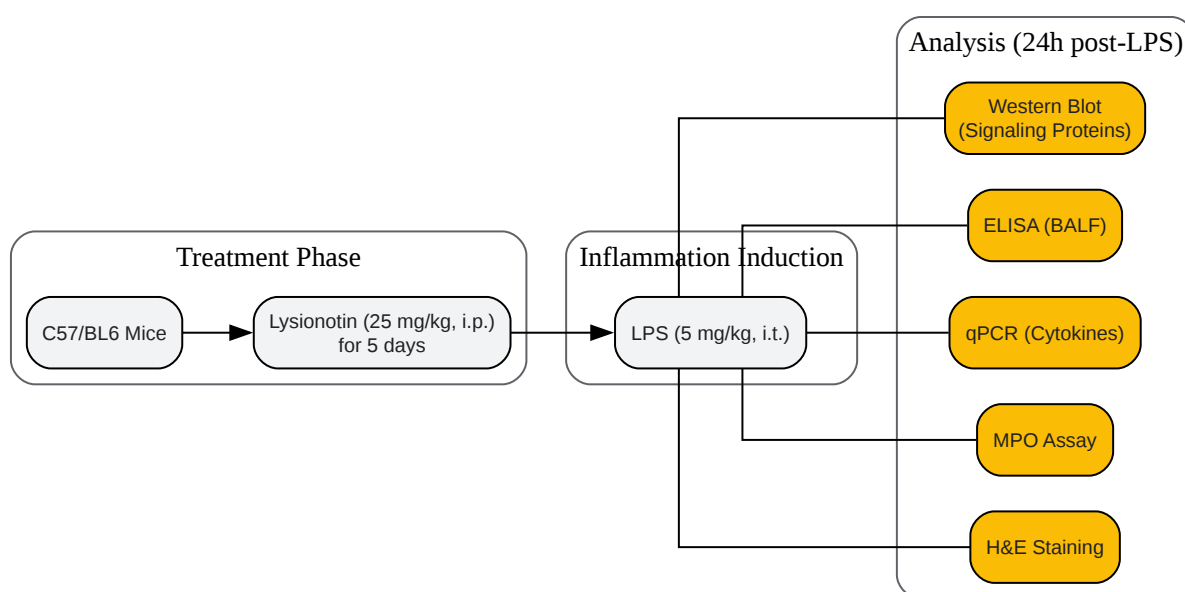 Treatment Phase
C57/BL6 Mice
Lysionotin (25 mg/kg, i.p.)
for 5 days
Inflammation Induction
LPS (5 mg/kg, i.t.)
Analysis (24h post-LPS)
Western Blot
(Signaling Proteins)
ELISA (BALF)
qPCR (Cytokines)
MPO Assay
H&E Staining